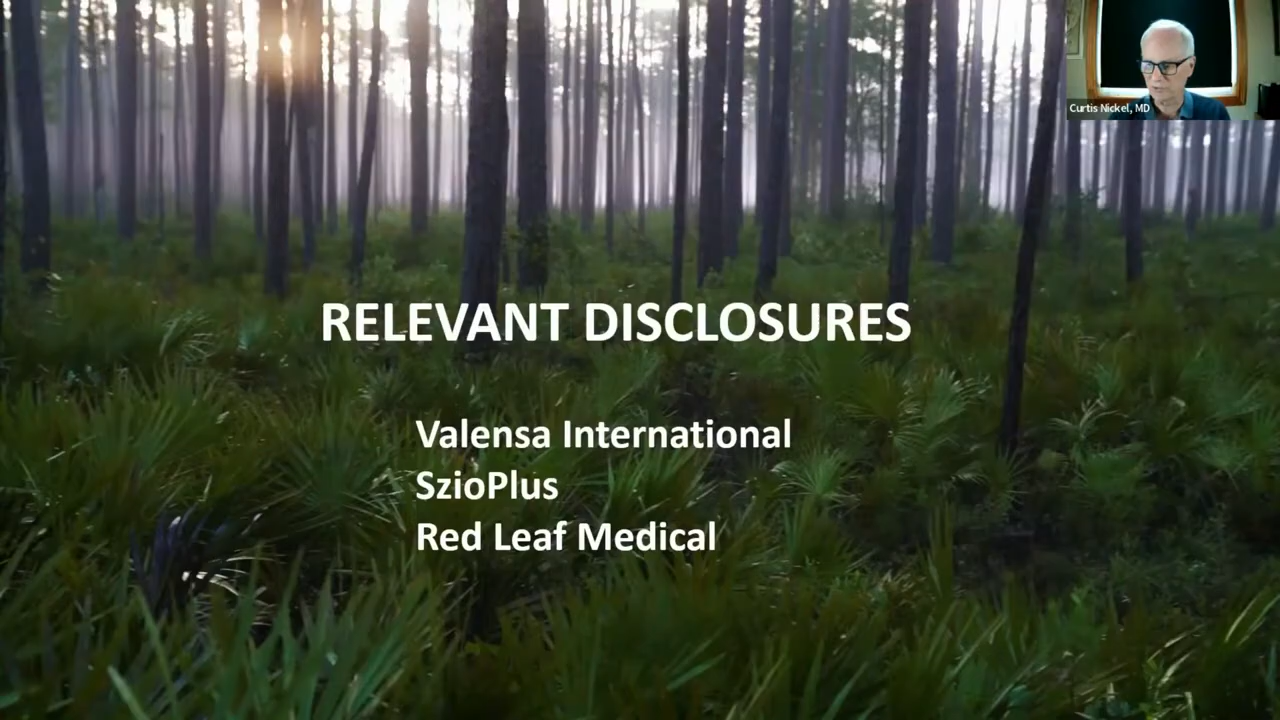 Curtis Nickel, MD
RELEVANT DISCLOSURES
Valensa International
SzioPlus
Red Leaf Medical